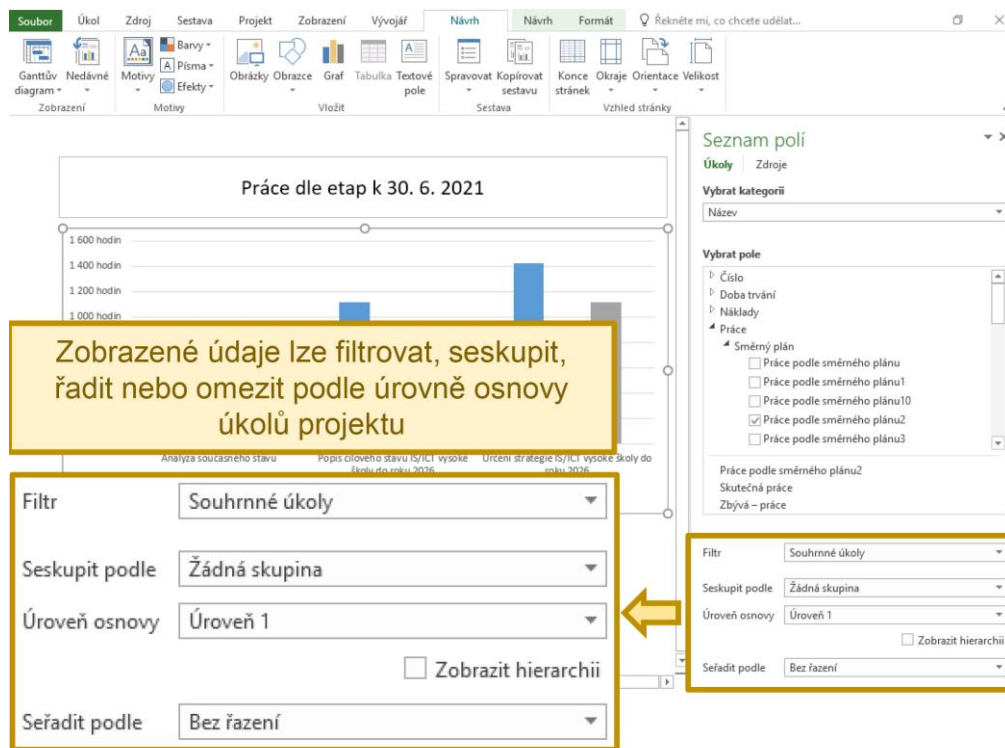 Soubor Úkol Zdroj Sestava Projekt Zobrazení Vývojář Návrh Návrh Formát Řekněte mi, co chcete udělat...
Barvy
Písma
Efekty
Ganttův diagram
Nedávné
Motivy
Obrázky Obrazce Graf Tabulka Textové pole
Spravovat Kopírovat sestavu
Konce stránek Okraje Orientace Velikost
Zobrazení Motivy Vložit Sestava Vzhled stránky
Práce dle etap k 30. 6. 2021
1 600 hodin
1 400 hodin
1 200 hodin
1 000 hodin
Zobrazené údaje lze filtrovat, seskupit,
řadit nebo omezit podle úrovně osnovy
úkolů projektu
Analýza současného stavu
Popis cílového stavu IS/ICT vysoké
školy do roku 2026
Určení strategie IS/ICT vysoké školy do
roku 2026
Filtr Souhrnné úkoly
Seskupit podle Žádná skupina
Úroveň osnovy Úroveň 1
Zobrazit hierarchii
Seřadit podle Bez řazení
Seznam polí
Úkoly Zdroje
Vybrat kategorii
Název
Vybrat pole
Číslo
Doba trvání
Náklady
Práce
Směrný plán
Práce podle směrného plánu
Práce podle směrného plánu1
Práce podle směrného plánu10
Práce podle směrného plánu2
Práce podle směrného plánu3
Práce podle směrného plánu2
Skutečná práce
Zbývá – práce
Filtr Souhrnné úkoly
Seskupit podle Žádná skupina
Úroveň osnovy Úroveň 1
Zobrazit hierarchii
Seřadit podle Bez řazení